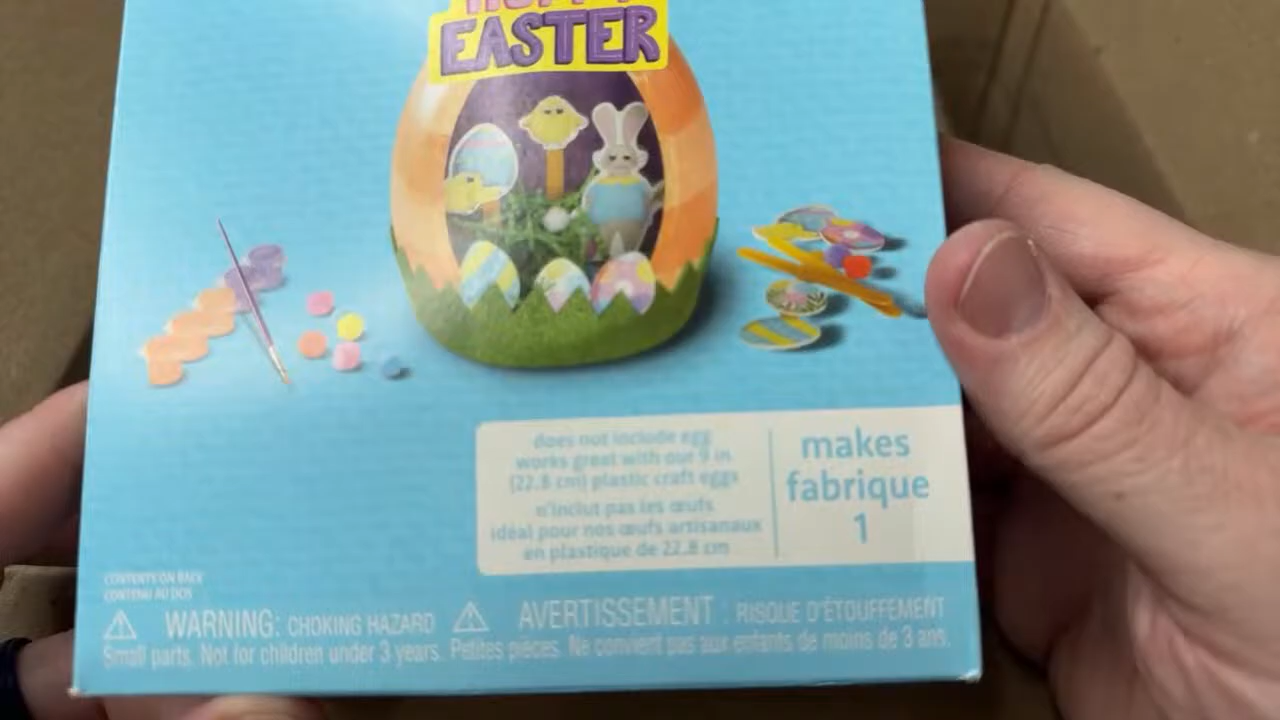 HOPPY
EASTER
does not include egg
works great with our 9 in
(22.8 cm) plastic craft eggs
n'inclut pas les œufs
idéal pour nos œufs artisanaux
en plastique de 22.8 cm
makes
fabrique
1
CONTENTS ON BACK
CONTENU AU DOS
WARNING: CHOKING HAZARD
Small parts. Not for children under 3 years.
AVERTISSEMENT : RISQUE D'ÉTOUFFEMENT
Petites pièces. Ne convient pas aux enfants de moins de 3 ans.